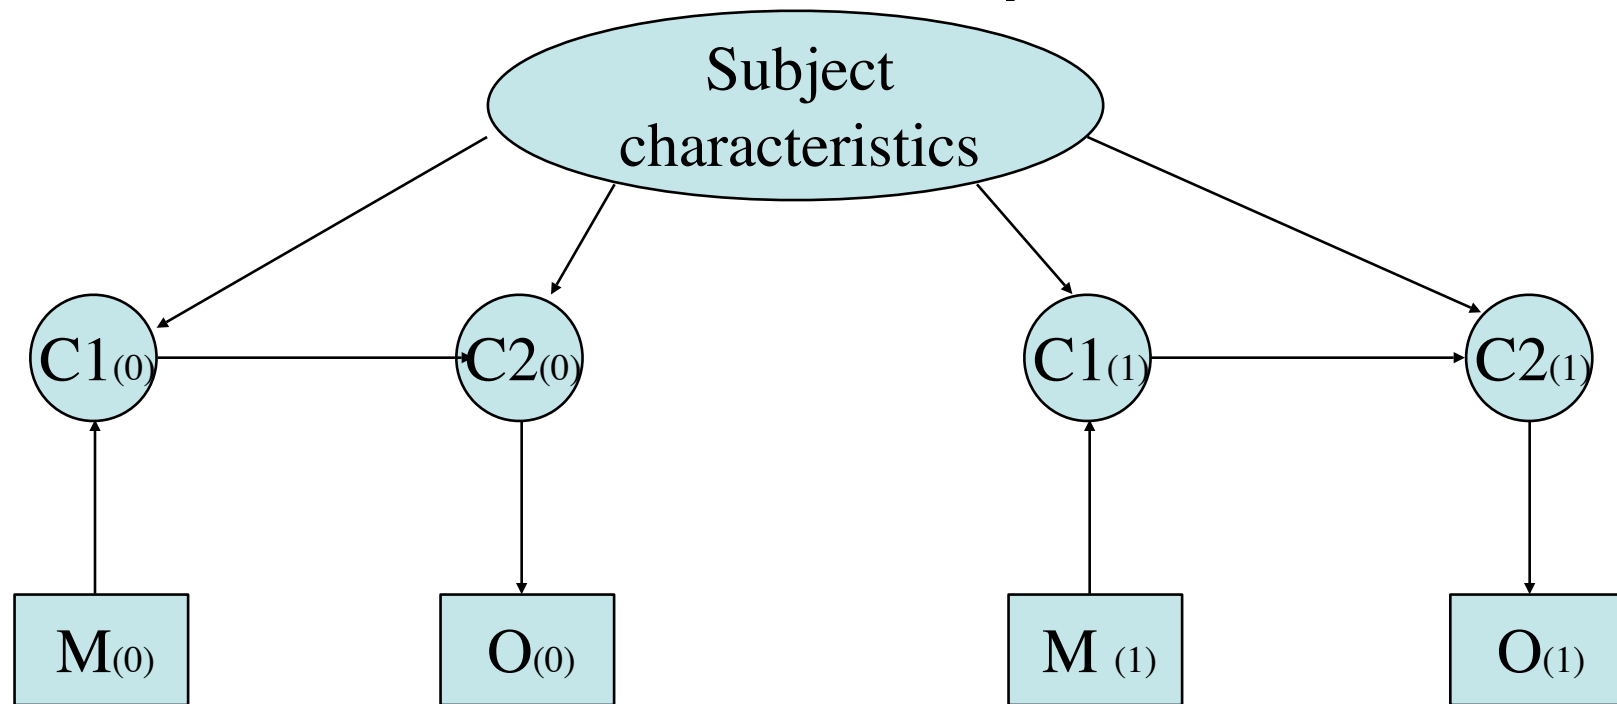 Subject
characteristics
C1(0)
C2(0)
C1(1)
C2(1)
M(0)
O(0)
M (1)
O(1)